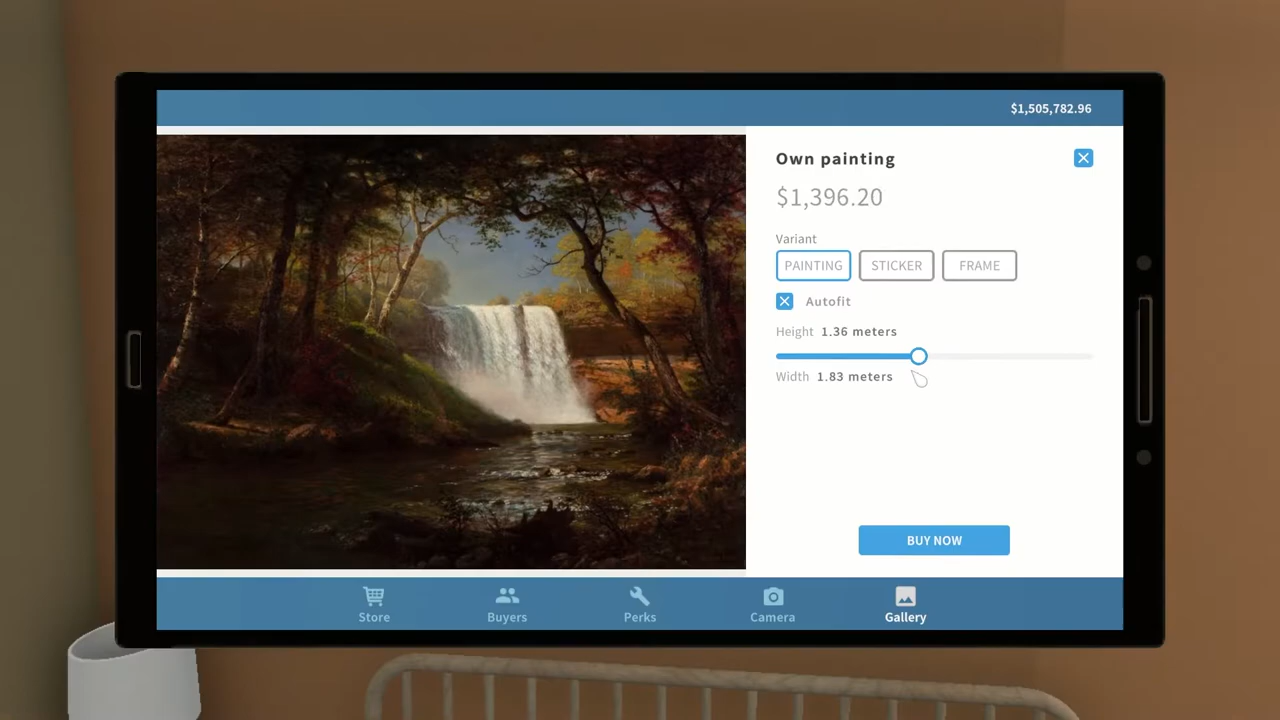 $1,505,782.96
Own painting
$1,396.20
Variant
PAINTING STICKER FRAME
Autofit
Height 1.36 meters
Width 1.83 meters
BUY NOW
Store Buyers Perks Camera Gallery